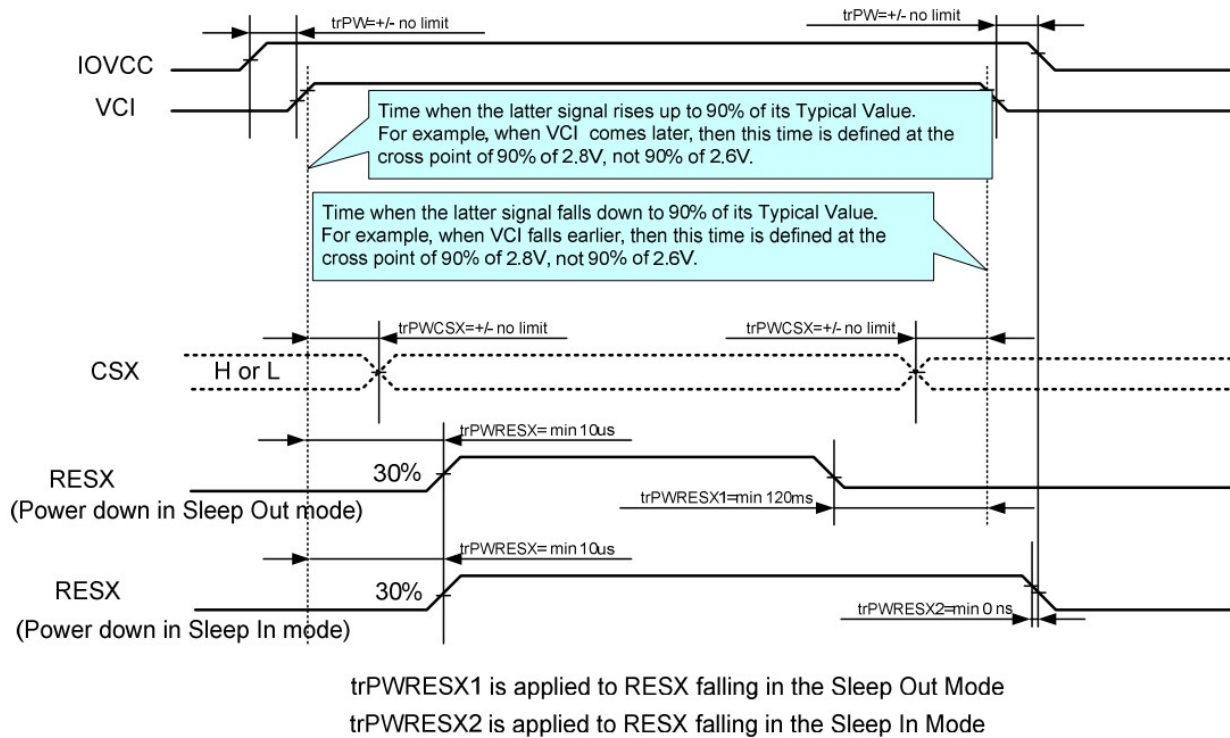 trPW=+/- no limit
trPW=+/- no limit
IOVCC
VCI
Time when the latter signal rises up to 90% of its Typical Value.
For example, when VCI comes later, then this time is defined at the
cross point of 90% of 2.8V, not 90% of 2.6V.
Time when the latter signal falls down to 90% of its Typical Value.
For example, when VCI falls earlier, then this time is defined at the
cross point of 90% of 2.8V, not 90% of 2.6V.
trPWCSX=+/- no limit
trPWCSX=+/- no limit
CSX
H or L
trPWRESX= min 10us
30%
RESX
(Power down in Sleep Out mode)
trPWRESX1=min 120ms
trPWRESX= min 10us
30%
RESX
(Power down in Sleep In mode)
trPWRESX2=min 0 ns
trPWRESX1 is applied to RESX falling in the Sleep Out Mode
trPWRESX2 is applied to RESX falling in the Sleep In Mode